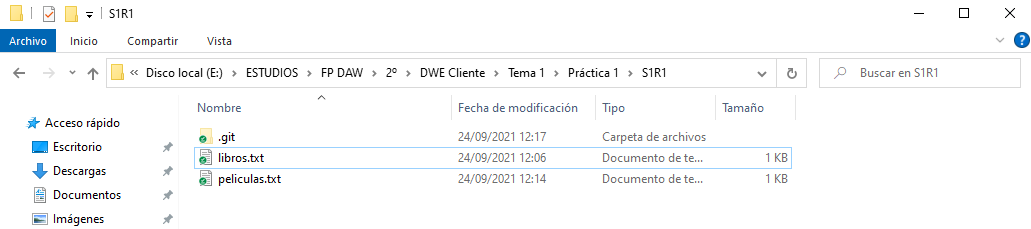 S1R1
Archivo Inicio Compartir Vista
« Disco local (E:) › ESTUDIOS › FP DAW › 2º › DWE Cliente › Tema 1 › Práctica 1 › S1R1 Buscar en S1R1
Nombre Fecha de modificación Tipo Tamaño
Acceso rápido
Escritorio
Descargas
Documentos
Imágenes
.git 24/09/2021 12:17 Carpeta de archivos
libros.txt 24/09/2021 12:06 Documento de te... 1 KB
peliculas.txt 24/09/2021 12:14 Documento de te... 1 KB